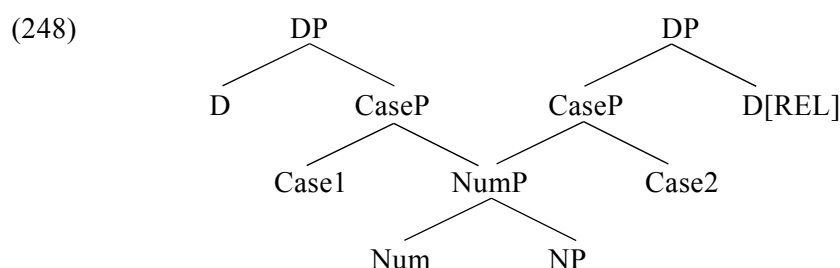 (248) DP DP
D CaseP CaseP D[REL]
Case1 NumP Case2
Num NP